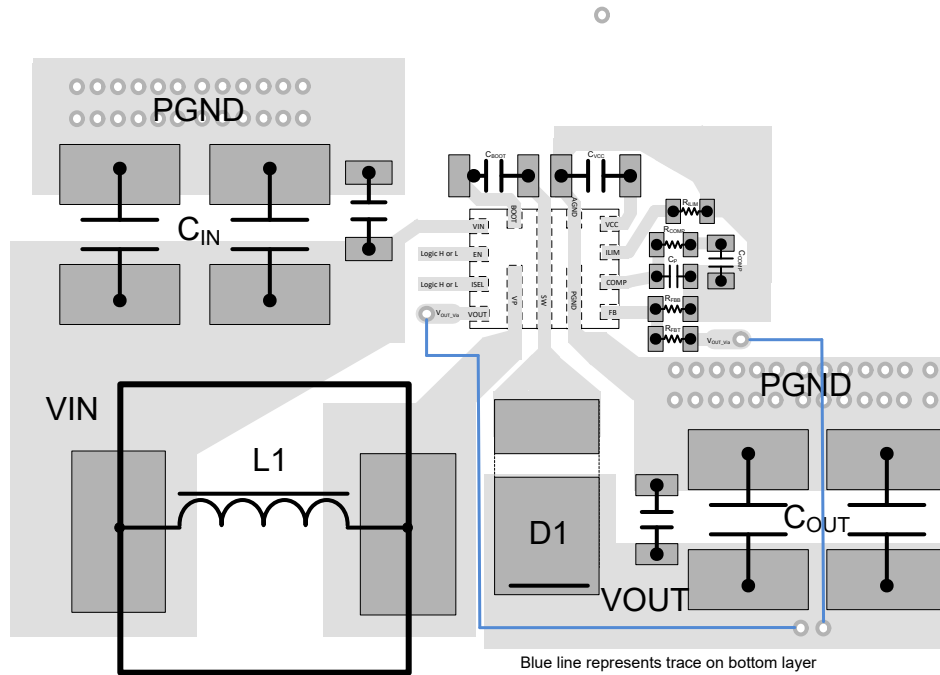 PGND
C_IN
C_BOOT
C_VCC
BOOT
AGND
VIN
VCC
R_ILIM
Logic H or L
EN
ILIM
R_COMP
C_COMP
Logic H or L
ISEL
COMP
C_P
VP
SW
PGND
V_OUT_Via
VOUT
FB
R_FBB
R_FBT
V_OUT_Via
PGND
VIN
L1
D1
C_OUT
VOUT
Blue line represents trace on bottom layer